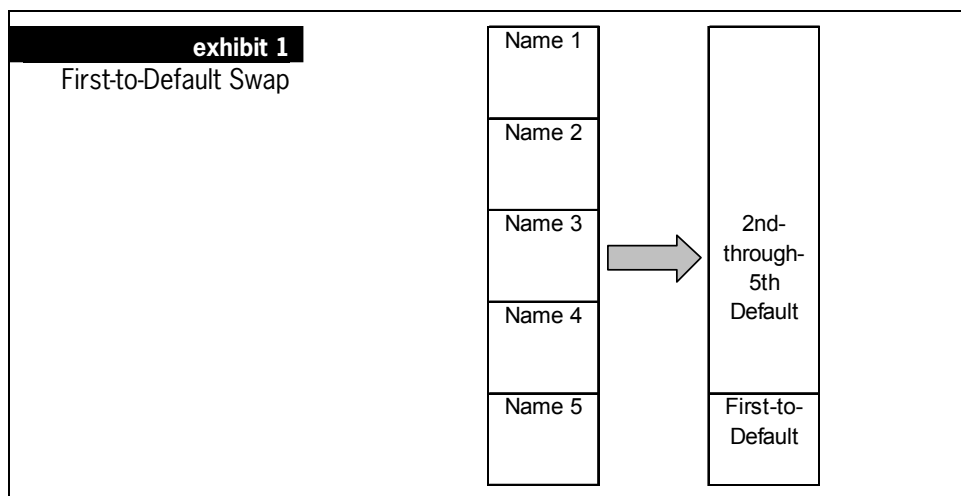 exhibit 1
First-to-Default Swap
Name 1
Name 2
Name 3
Name 4
Name 5
2nd-
through-
5th
Default
First-to-
Default